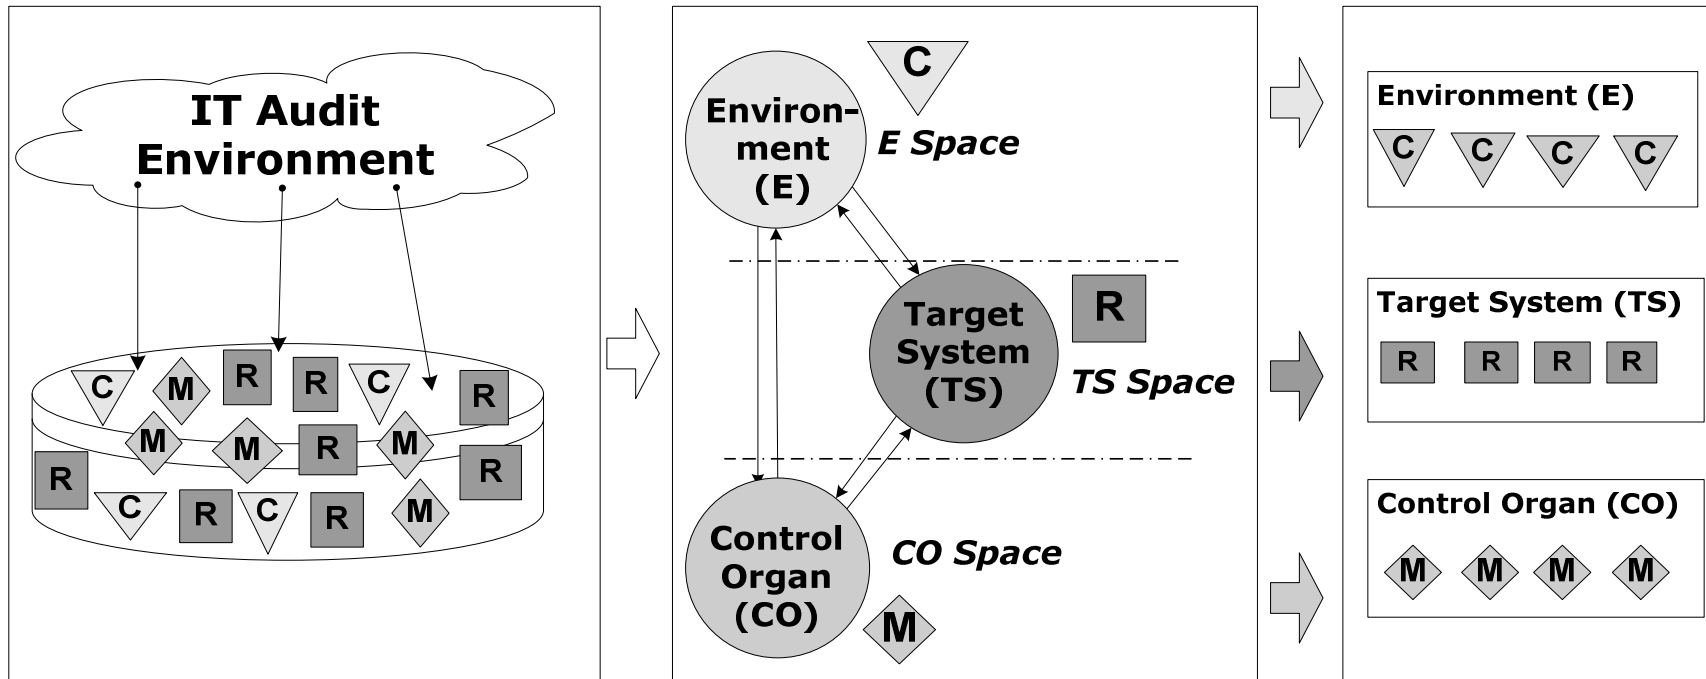 IT Audit
Environment
C
M
R
R
C
R
M
M
R
M
R
R
C
R
C
R
M
Environ-
ment
(E)
C
E Space
Target
System
(TS)
R
TS Space
Control
Organ
(CO)
CO Space
M
Environment (E)
C C C C
Target System (TS)
R R R R
Control Organ (CO)
M M M M